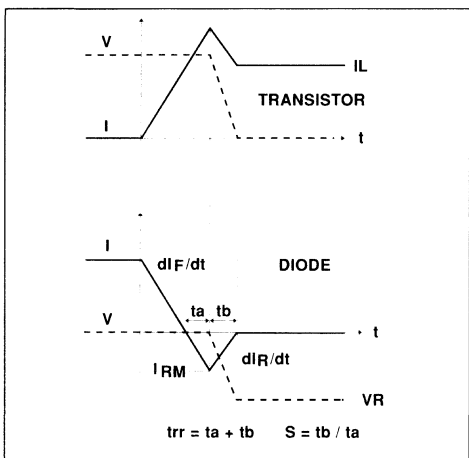 V
IL
TRANSISTOR
I
t
I
dIF/dt
DIODE
ta tb
V
t
IRM
dIR/dt
VR
trr = ta + tb S = tb / ta